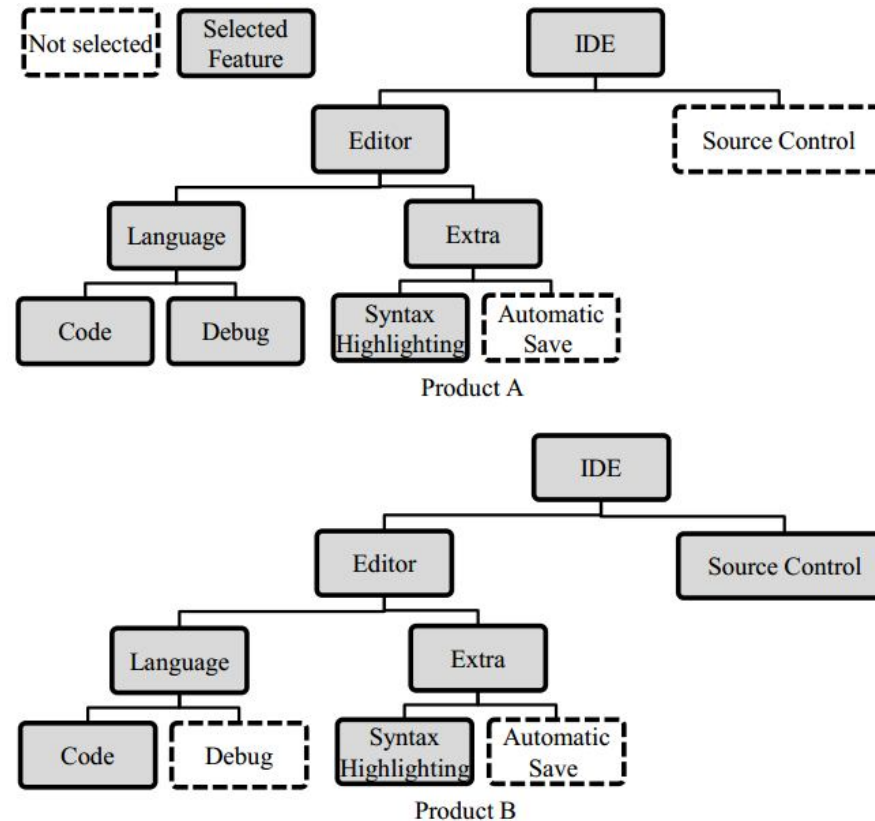 Not selected
Selected
Feature
IDE
Editor
Source Control
Language
Extra
Code
Debug
Syntax
Highlighting
Automatic
Save
Product A
IDE
Editor
Source Control
Language
Extra
Code
Debug
Syntax
Highlighting
Automatic
Save
Product B